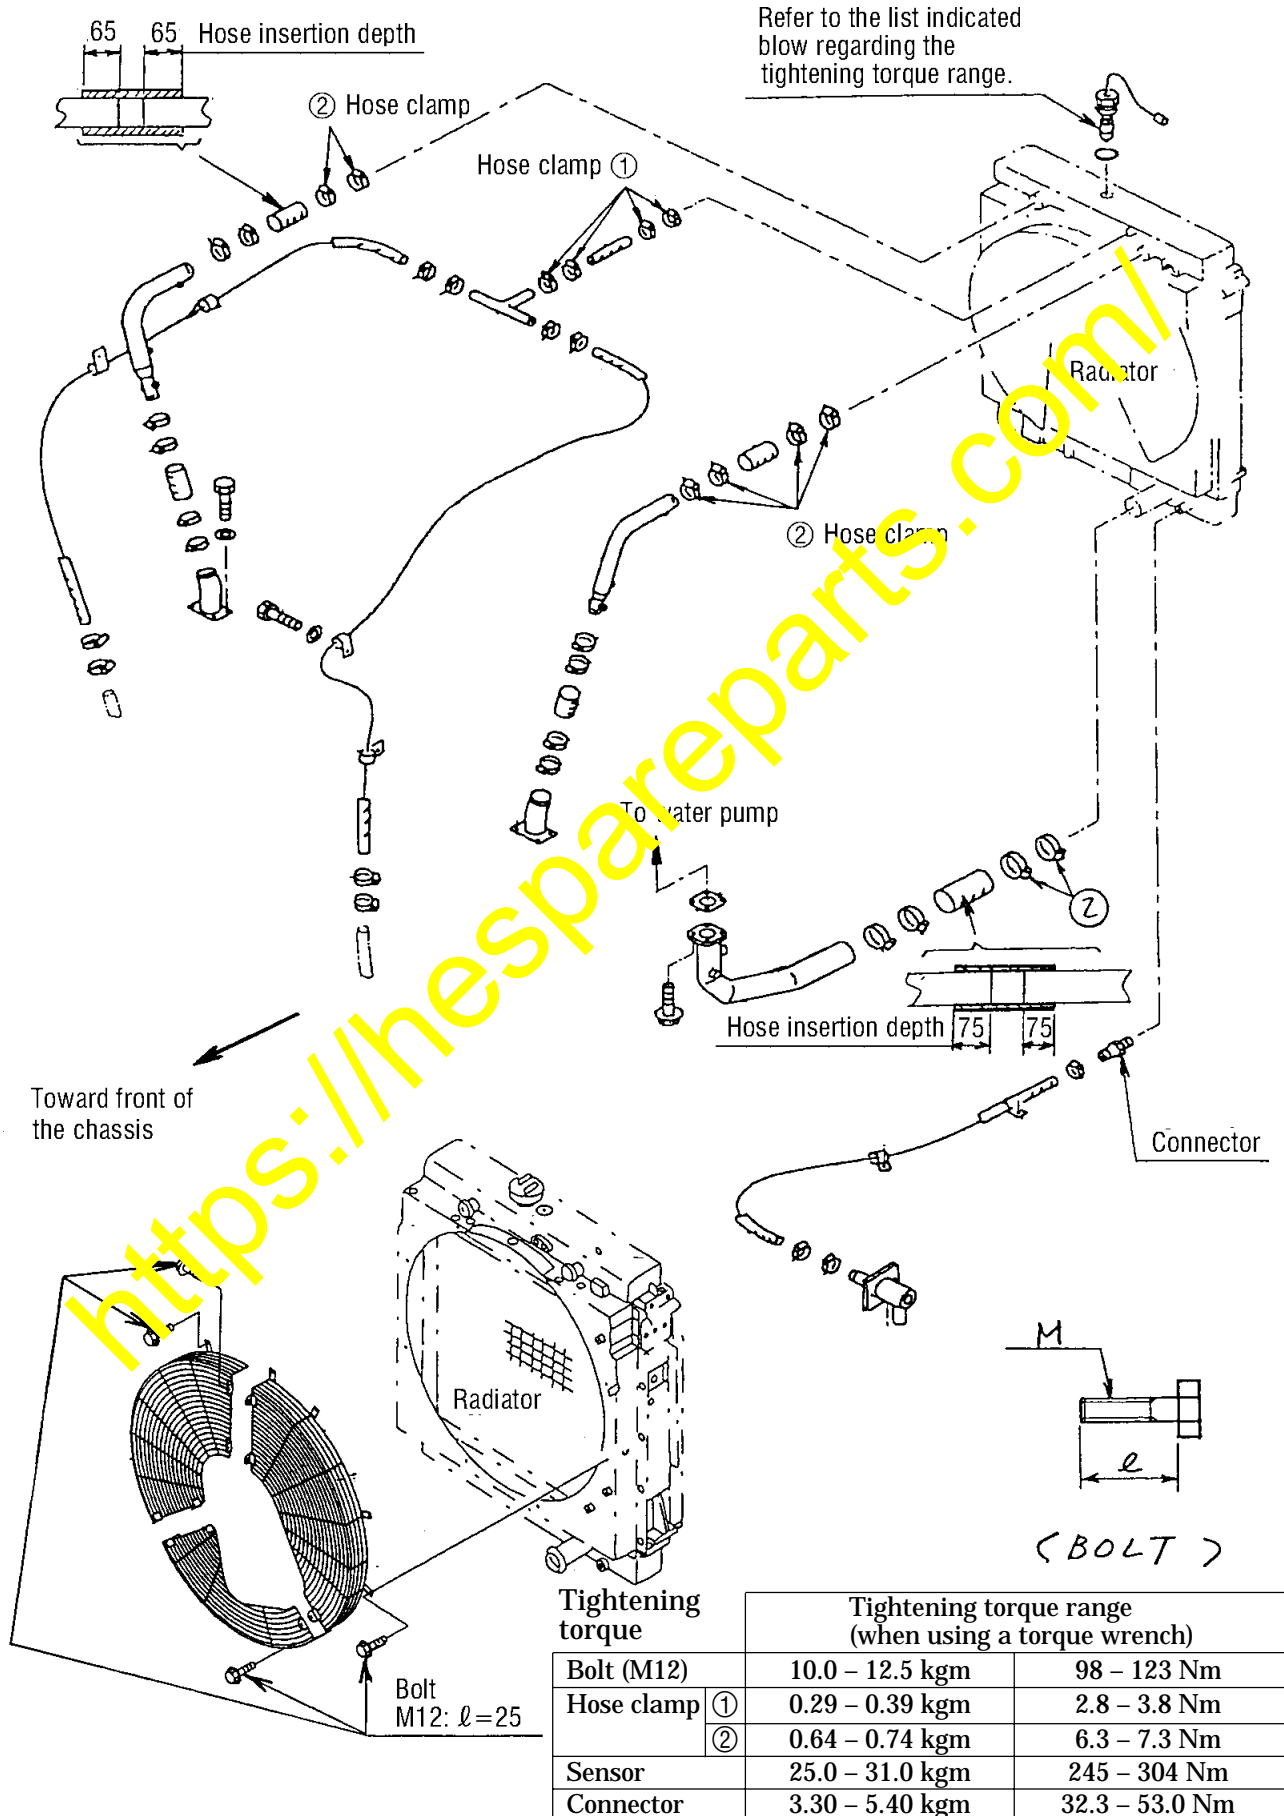 65 65 Hose insertion depth
Refer to the list indicated
blow regarding the
tightening torque range.
② Hose clamp
Hose clamp ①
Radiator
② Hose clamp
To water pump
2
Hose insertion depth 75 75
Toward front of
the chassis
Connector
https://hespareparts.com/
Radiator
M
ℓ
(BOLT)
Bolt
M12: ℓ=25
Tightening torque range
(when using a torque wrench)
Tightening
torque
Bolt (M12) 10.0 – 12.5 kgm 98 – 123 Nm
Hose clamp ① 0.29 – 0.39 kgm 2.8 – 3.8 Nm
② 0.64 – 0.74 kgm 6.3 – 7.3 Nm
Sensor 25.0 – 31.0 kgm 245 – 304 Nm
Connector 3.30 – 5.40 kgm 32.3 – 53.0 Nm